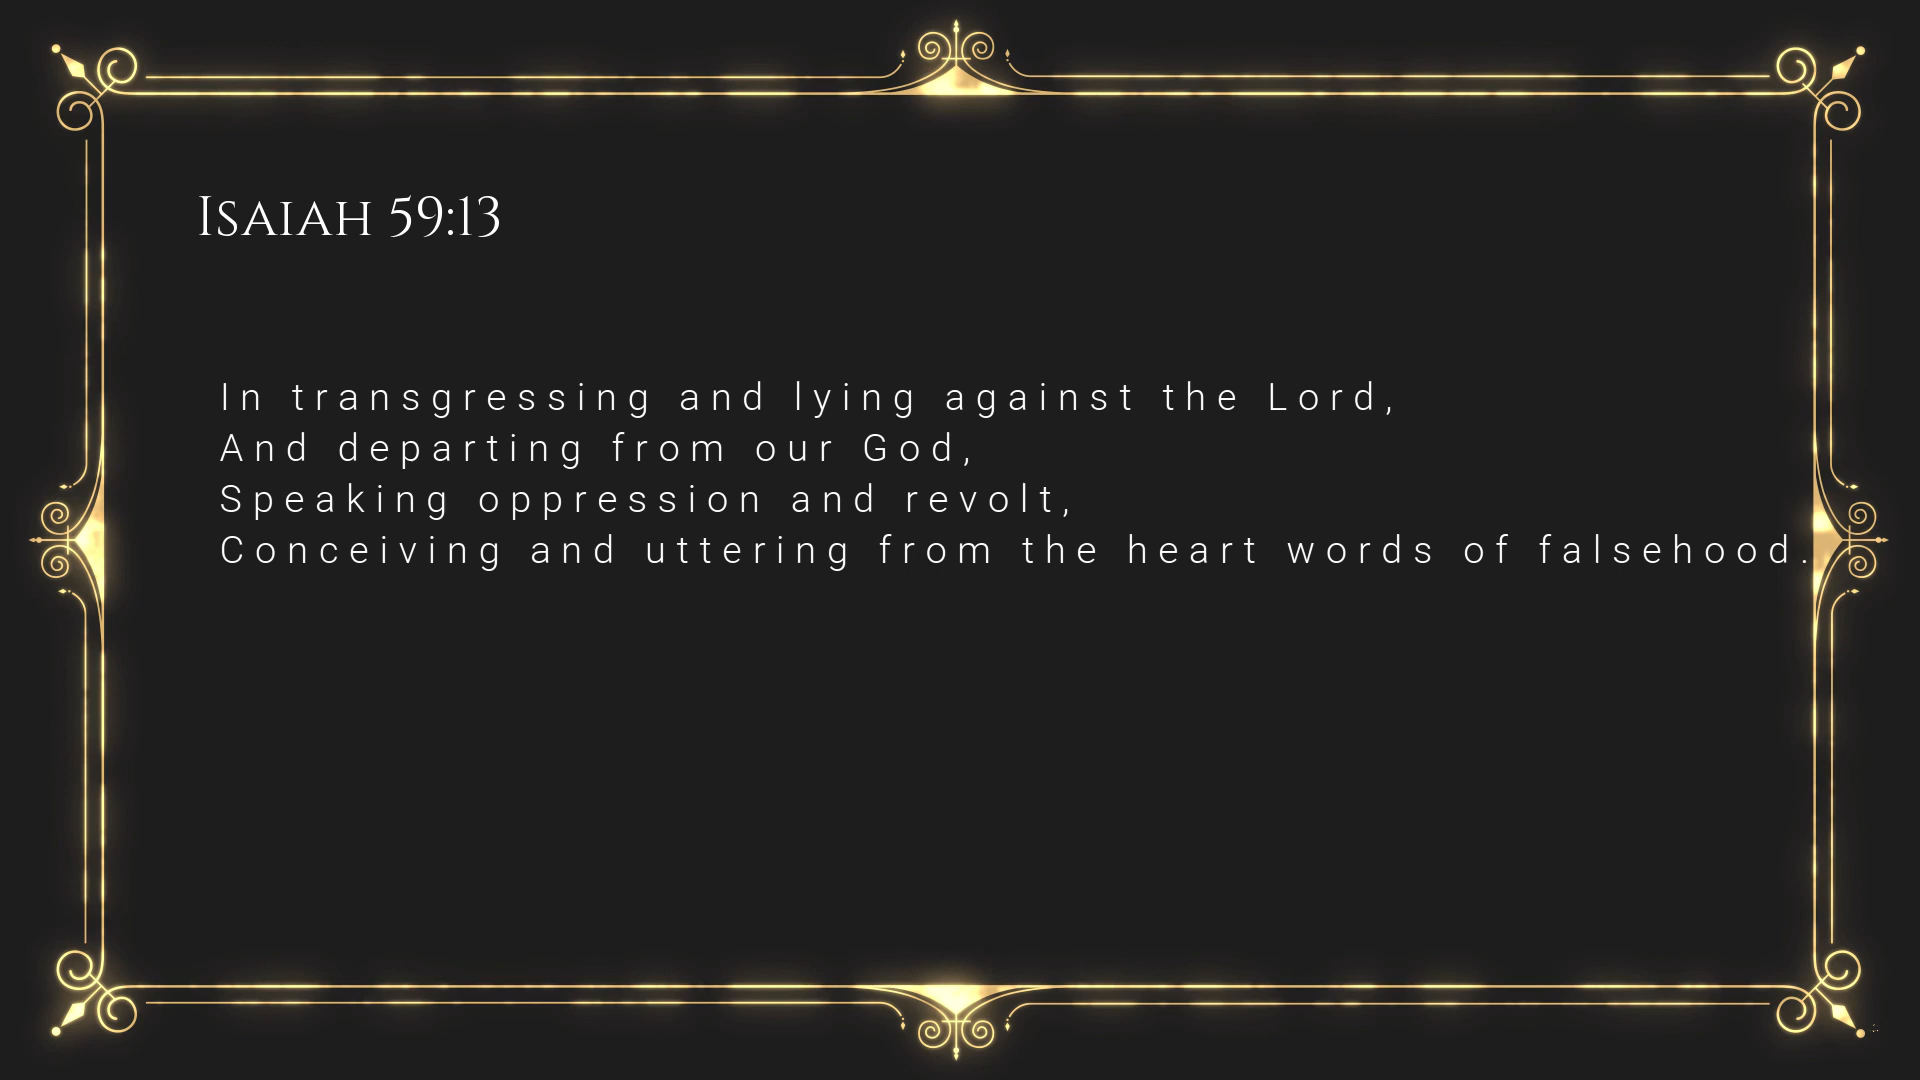 Isaiah 59:13
In transgressing and lying against the Lord,
And departing from our God,
Speaking oppression and revolt,
Conceiving and uttering from the heart words of falsehood.